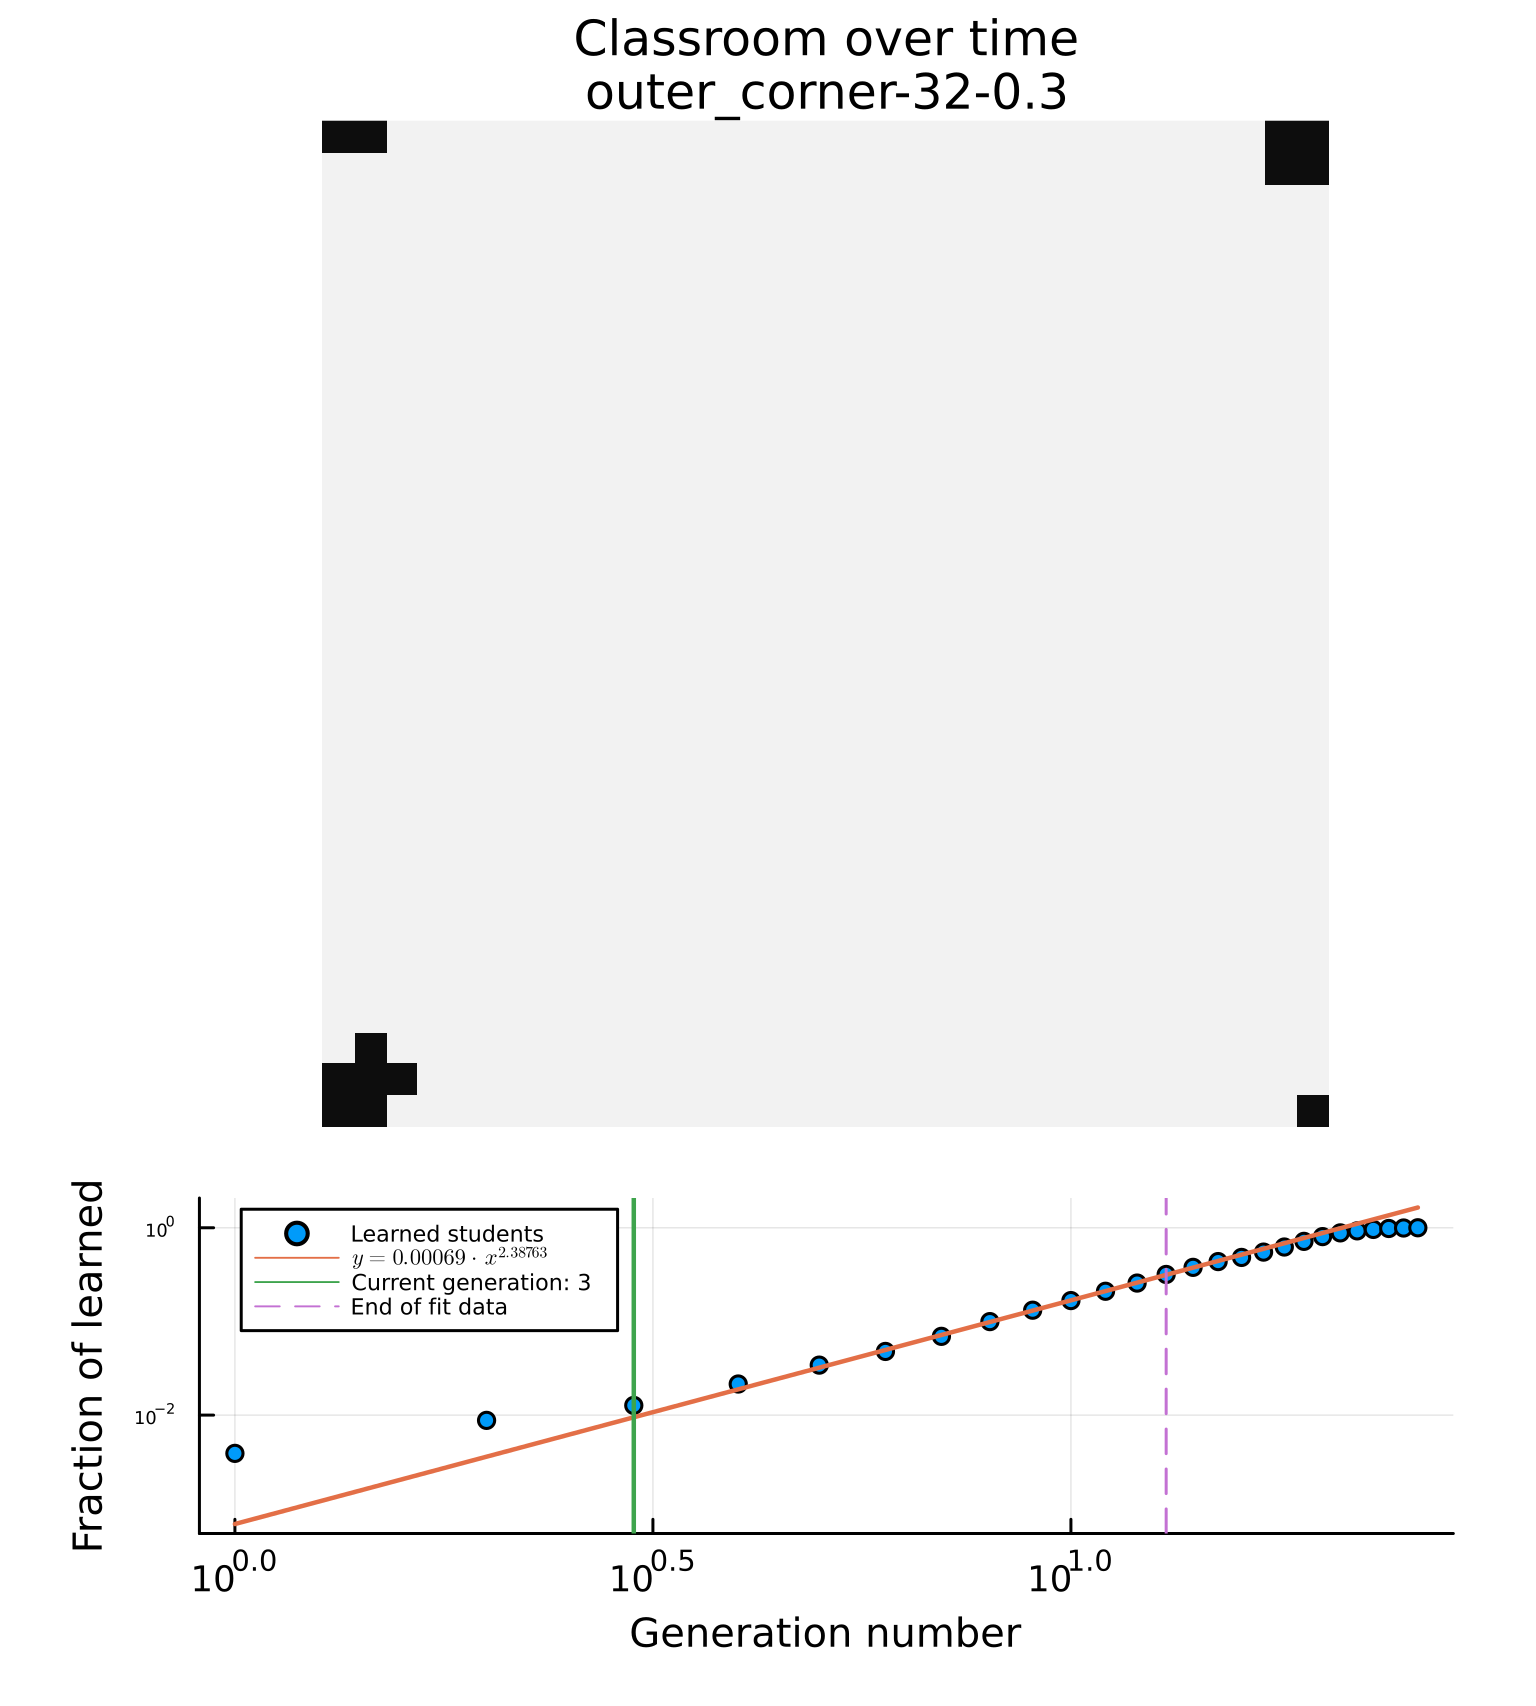 Classroom over time
outer_corner-32-0.3
Fraction of learned
10^0
10^−2
Learned students
y = 0.00069 · x^2.38763
Current generation: 3
End of fit data
10^0.0 10^0.5 10^1.0
Generation number